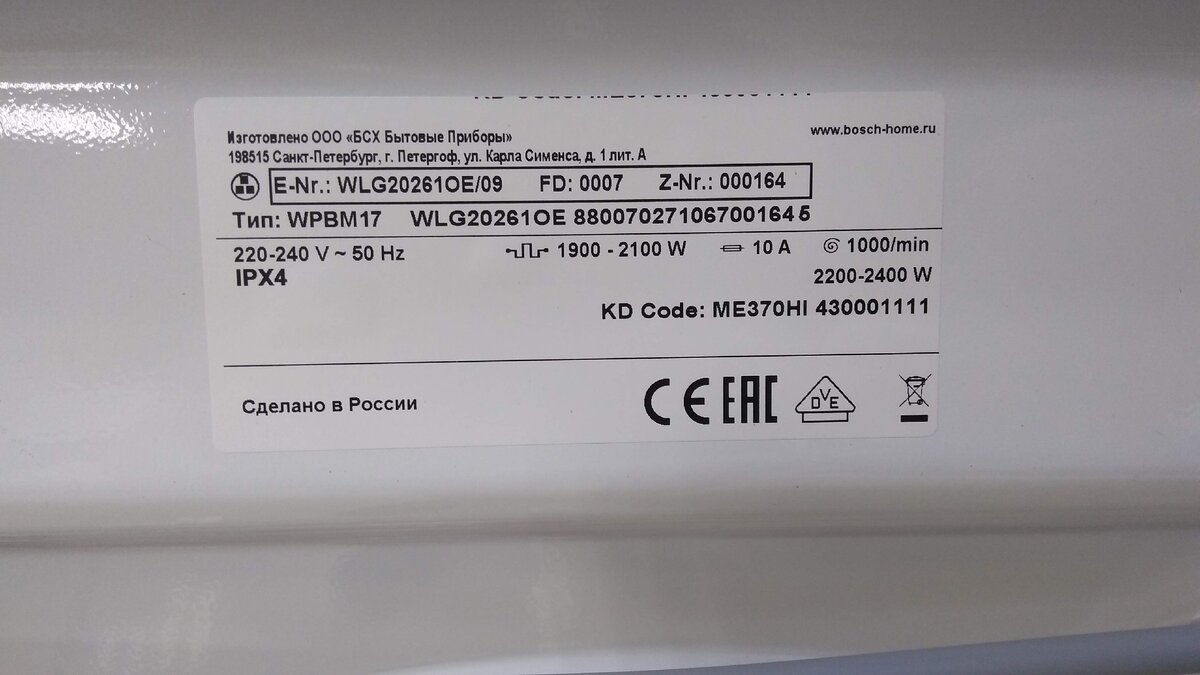 www.bosch-home.ru
Изготовлено ООО «БСХ Бытовые Приборы»
198515 Санкт-Петербург, г. Петергоф, ул. Карла Сименса, д. 1 лит. А
E-Nr.: WLG20261OE/09 FD: 0007 Z-Nr.: 000164
Тип: WPBM17 WLG20261OE 880070271067001645
220-240 V ~ 50 Hz 1900 - 2100 W 10 A 1000/min
IPX4 2200-2400 W
KD Code: ME370HI 430001111
Сделано в России CE EAC DVE